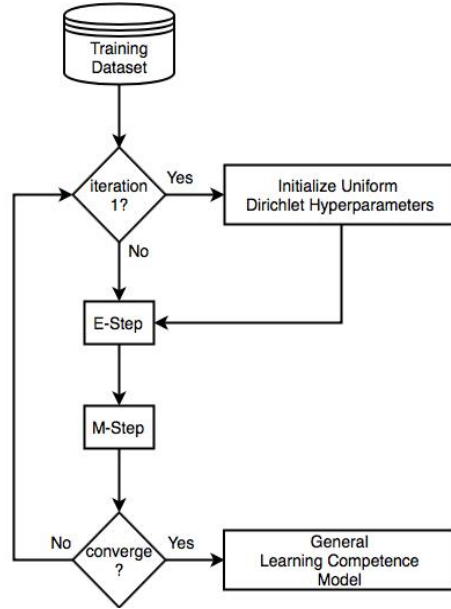 Training
Dataset
iteration
1?
Yes
Initialize Uniform
Dirichlet Hyperparameters
No
E-Step
M-Step
No
converge
?
Yes
General
Learning Competence
Model